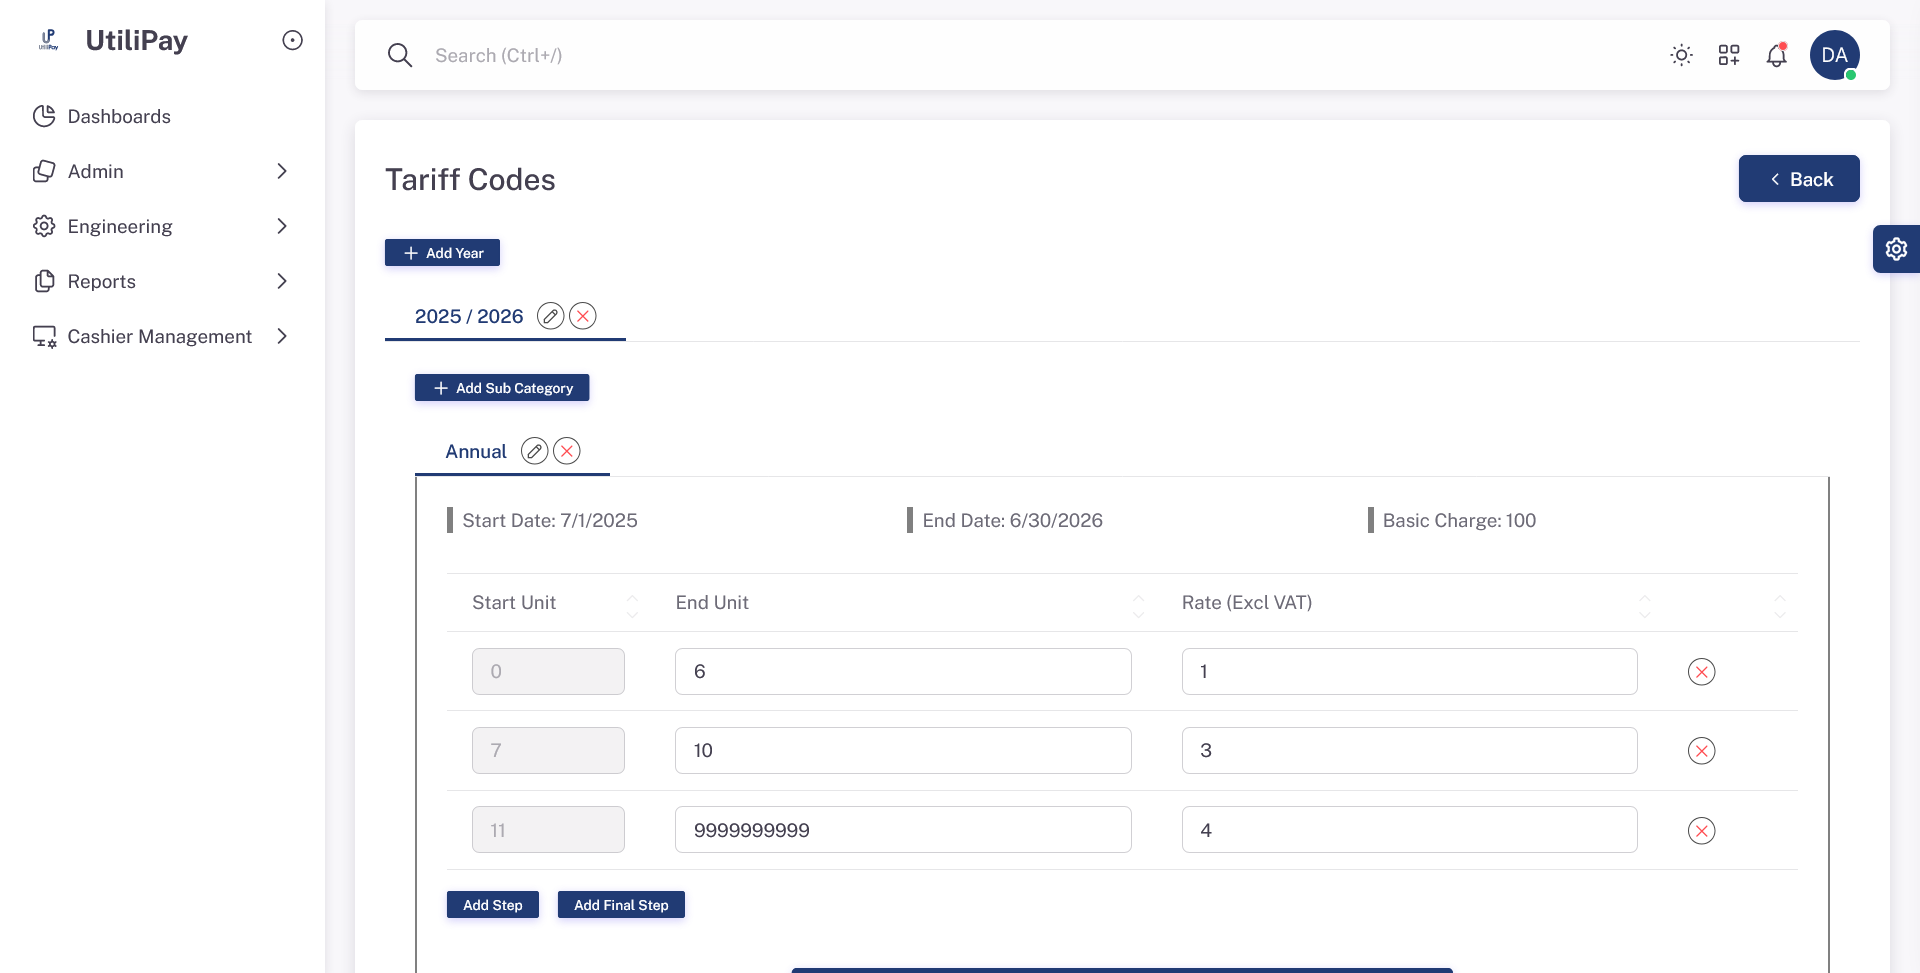 UP
UtiliPay
UtiliPay
Search (Ctrl+/)
DA
Dashboards
Admin
Engineering
Reports
Cashier Management
Tariff Codes
Back
Add Year
2025 / 2026
Add Sub Category
Annual
Start Date: 7/1/2025
End Date: 6/30/2026
Basic Charge: 100
Start Unit
End Unit
Rate (Excl VAT)
0
6
1
7
10
3
11
9999999999
4
Add Step
Add Final Step